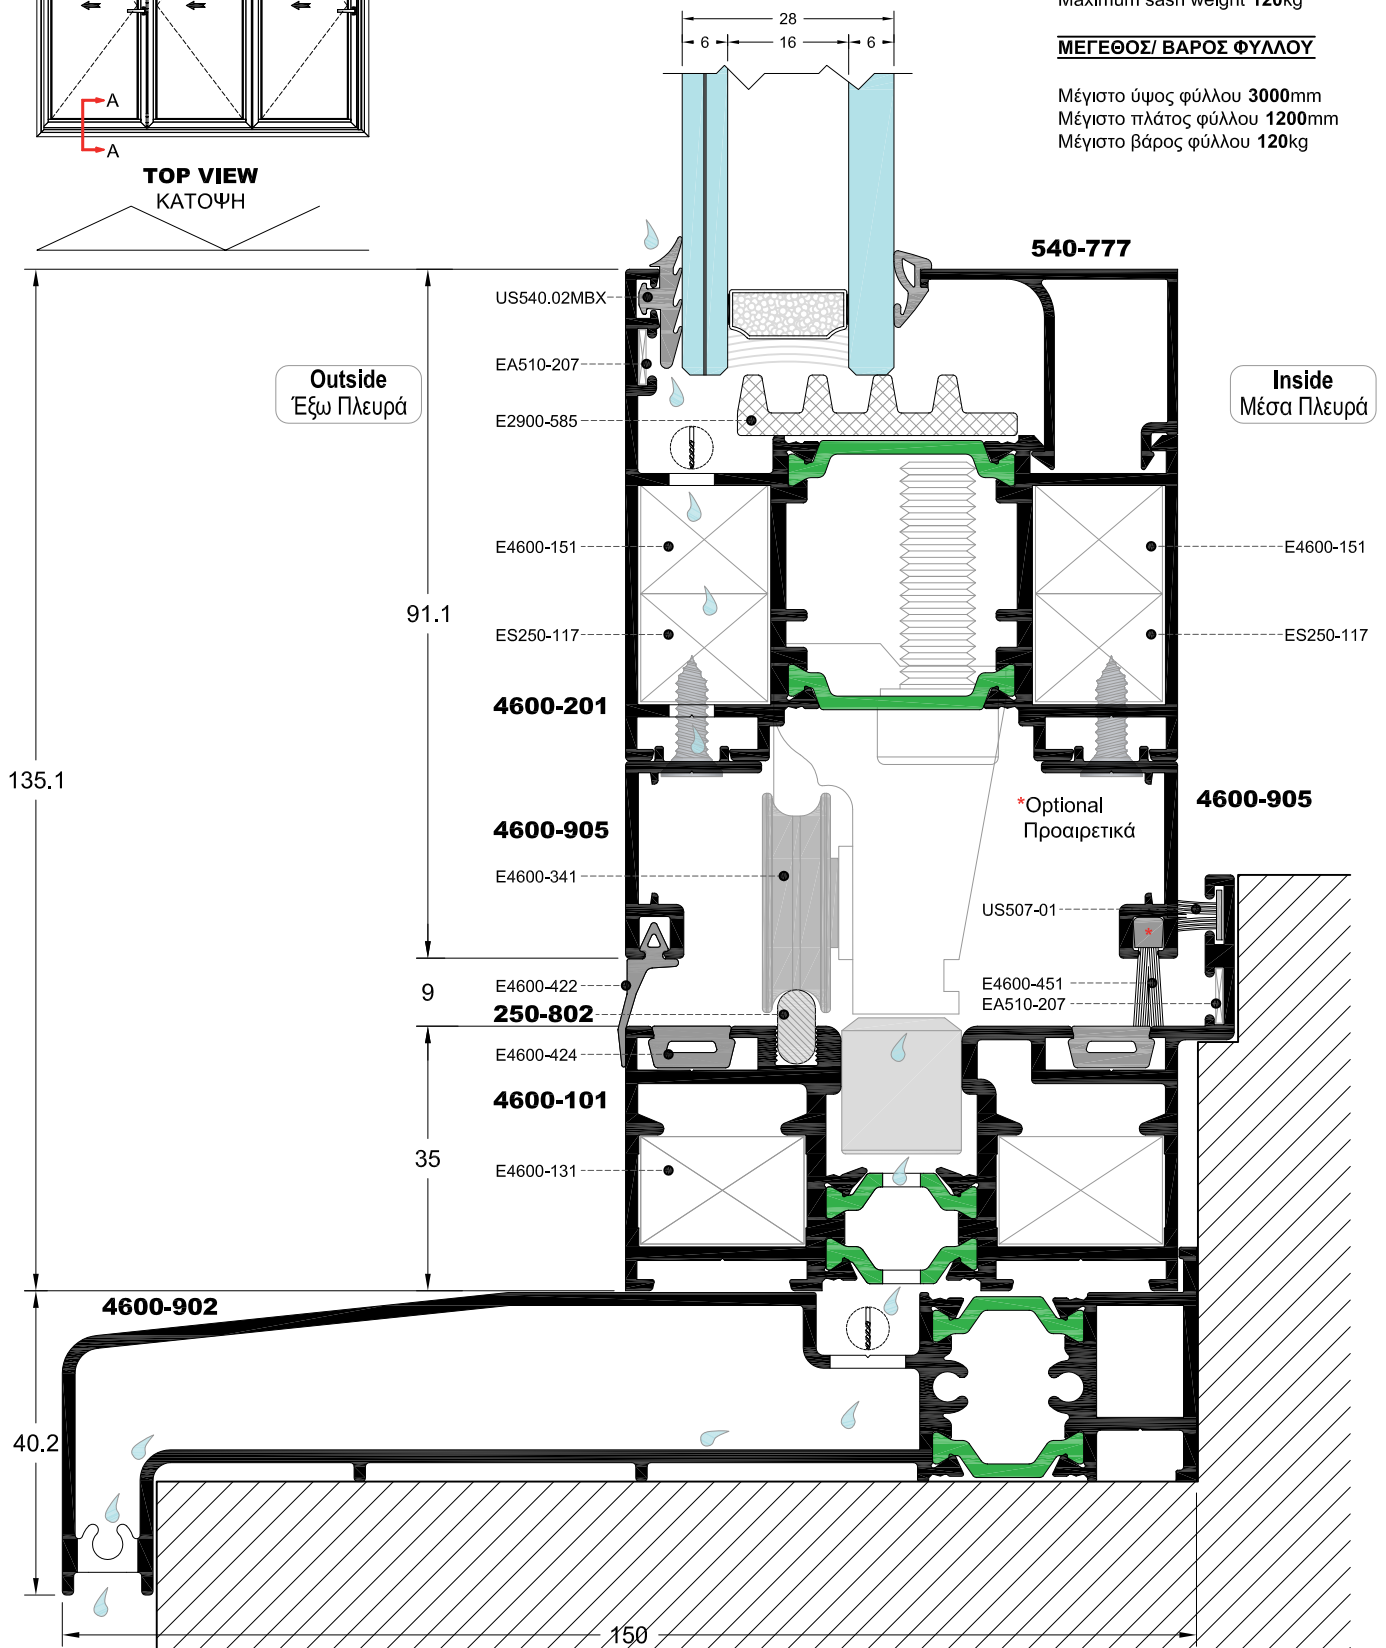 Maximum sash weight 120kg
ΜΕΓΕΘΟΣ/ ΒΑΡΟΣ ΦΥΛΛΟΥ
Μέγιστο ύψος φύλλου 3000mm
Μέγιστο πλάτος φύλλου 1200mm
Μέγιστο βάρος φύλλου 120kg
28
6
16
6
A
A
TOP VIEW
ΚΑΤΟΨΗ
540-777
US540.02MBX
EA510-207
Outside
Έξω Πλευρά
Inside
Μέσα Πλευρά
E2900-585
E4600-151
E4600-151
91.1
ES250-117
ES250-117
4600-201
135.1
*Optional
Προαιρετικά
4600-905
4600-905
E4600-341
US507-01
*
E4600-422
E4600-451
9
EA510-207
250-802
E4600-424
4600-101
35
E4600-131
4600-902
40.2
150